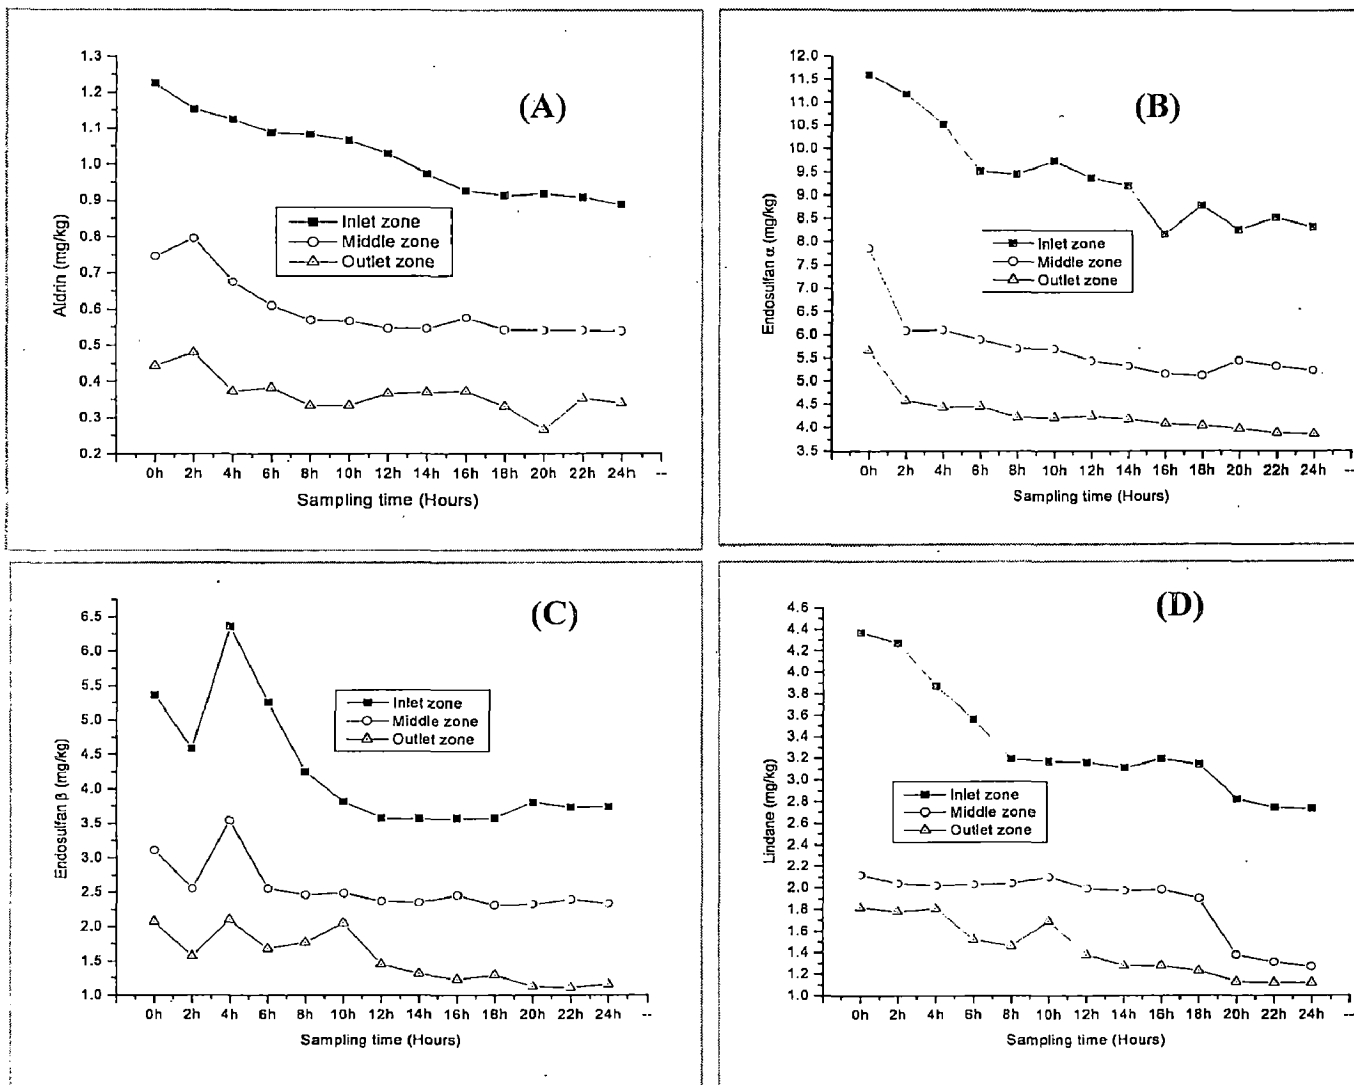 (A)
1.3
1.2
1.1
1.0
0.9
0.8
0.7
0.6
0.5
0.4
0.3
0.2
Aldrin (mg/kg)
Inlet zone
Middle zone
Outlet zone
0h 2h 4h 6h 8h 10h 12h 14h 16h 18h 20h 22h 24h --
Sampling time (Hours)
(B)
12.0
11.5
11.0
10.5
10.0
9.5
9.0
8.5
8.0
7.5
7.0
6.5
6.0
5.5
5.0
4.5
4.0
3.5
Endosulfan α (mg/kg)
Inlet zone
Middle zone
Outlet zone
0h 2h 4h 6h 8h 10h 12h 14h 16h 18h 20h 22h 24h --
Sampling time (Hours)
(C)
6.5
6.0
5.5
5.0
4.5
4.0
3.5
3.0
2.5
2.0
1.5
1.0
Endosulfan β (mg/kg)
Inlet zone
Middle zone
Outlet zone
0h 2h 4h 6h 8h 10h 12h 14h 16h 18h 20h 22h 24h --
Sampling time (Hours)
(D)
4.6
4.4
4.2
4.0
3.8
3.6
3.4
3.2
3.0
2.8
2.6
2.4
2.2
2.0
1.8
1.6
1.4
1.2
1.0
Lindane (mg/kg)
Inlet zone
Middle zone
Outlet zone
0h 2h 4h 6h 8h 10h 12h 14h 16h 18h 20h 22h 24h --
Sampling time (Hours)